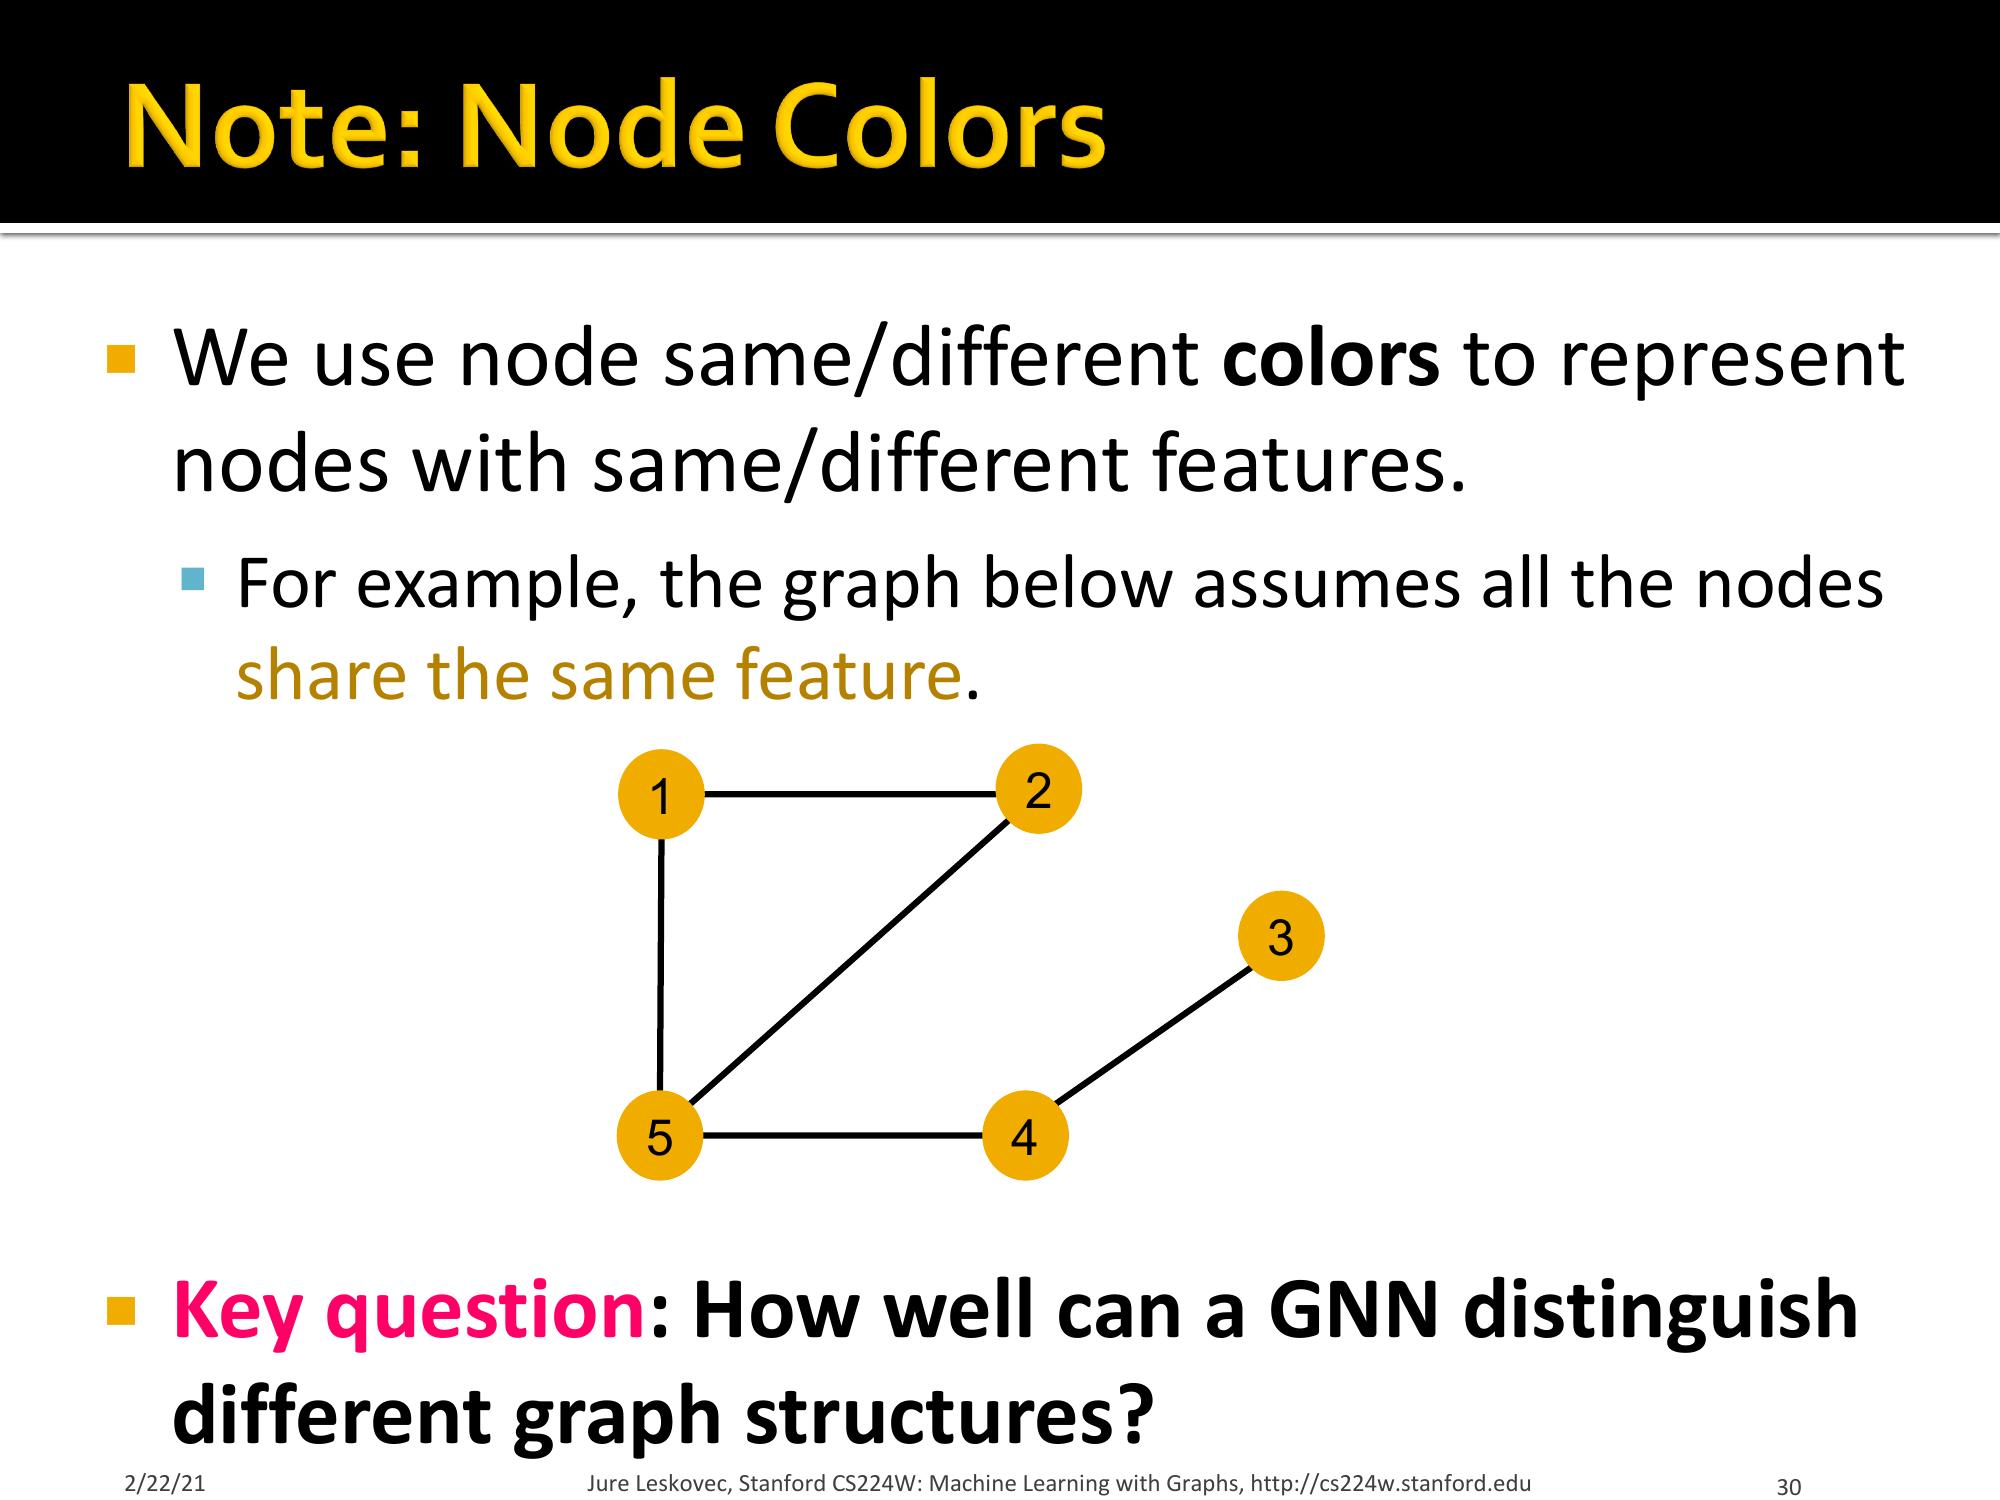 Note: Node Colors
We use node same/different colors to represent
nodes with same/different features.
For example, the graph below assumes all the nodes
share the same feature.
1
2
3
5
4
Key question: How well can a GNN distinguish
different graph structures?
2/22/21
Jure Leskovec, Stanford CS224W: Machine Learning with Graphs, http://cs224w.stanford.edu
30